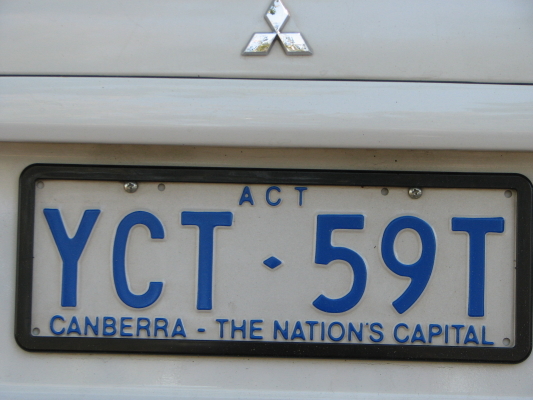 ACT
YCT·59T
CANBERRA - THE NATION'S CAPITAL